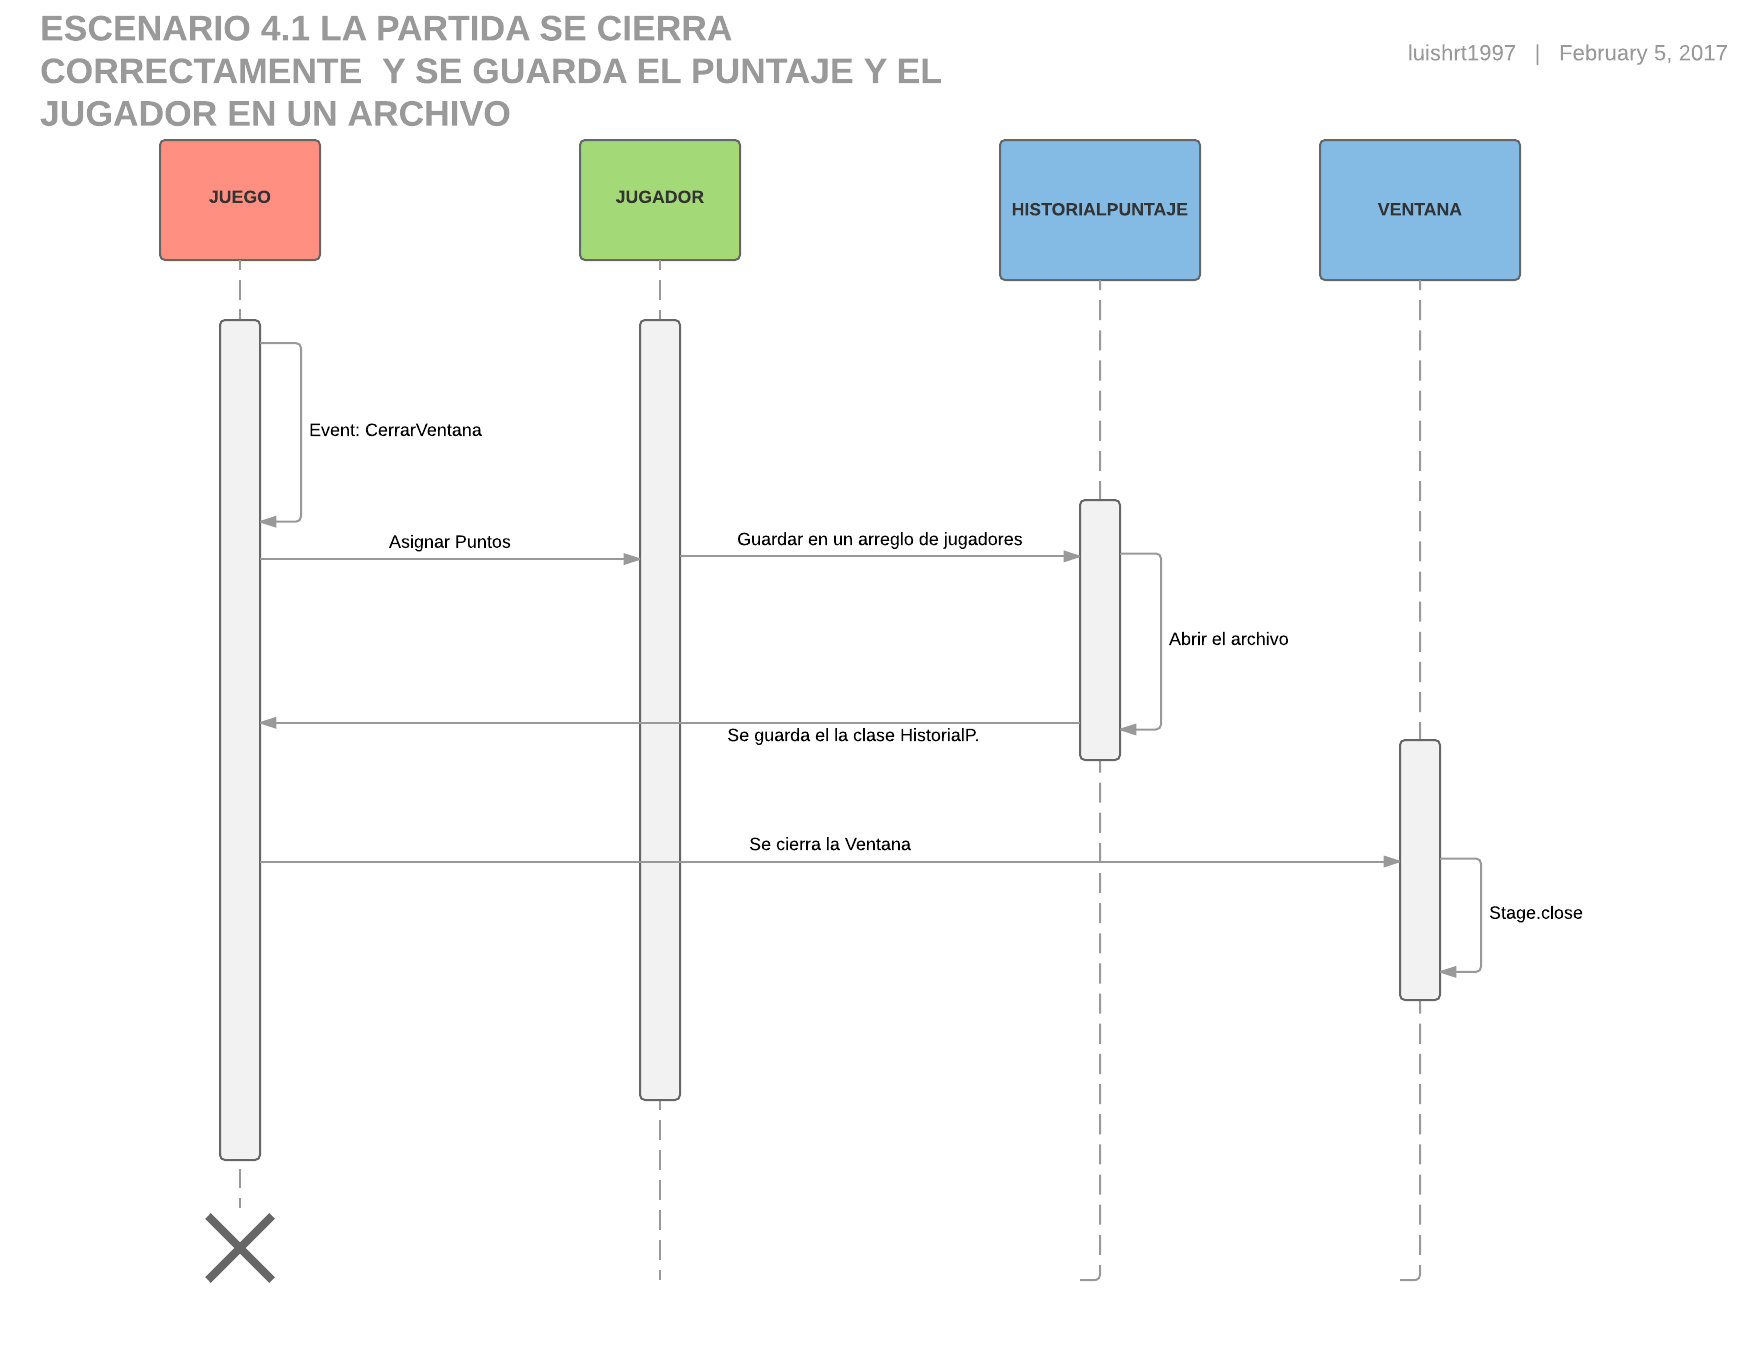 ESCENARIO 4.1 LA PARTIDA SE CIERRA
CORRECTAMENTE  Y SE GUARDA EL PUNTAJE Y EL
JUGADOR EN UN ARCHIVO
luishrt1997 | February 5, 2017
JUEGO
JUGADOR
HISTORIALPUNTAJE
VENTANA
Event: CerrarVentana
Asignar Puntos
Guardar en un arreglo de jugadores
Abrir el archivo
Se guarda el la clase HistorialP.
Se cierra la Ventana
Stage.close